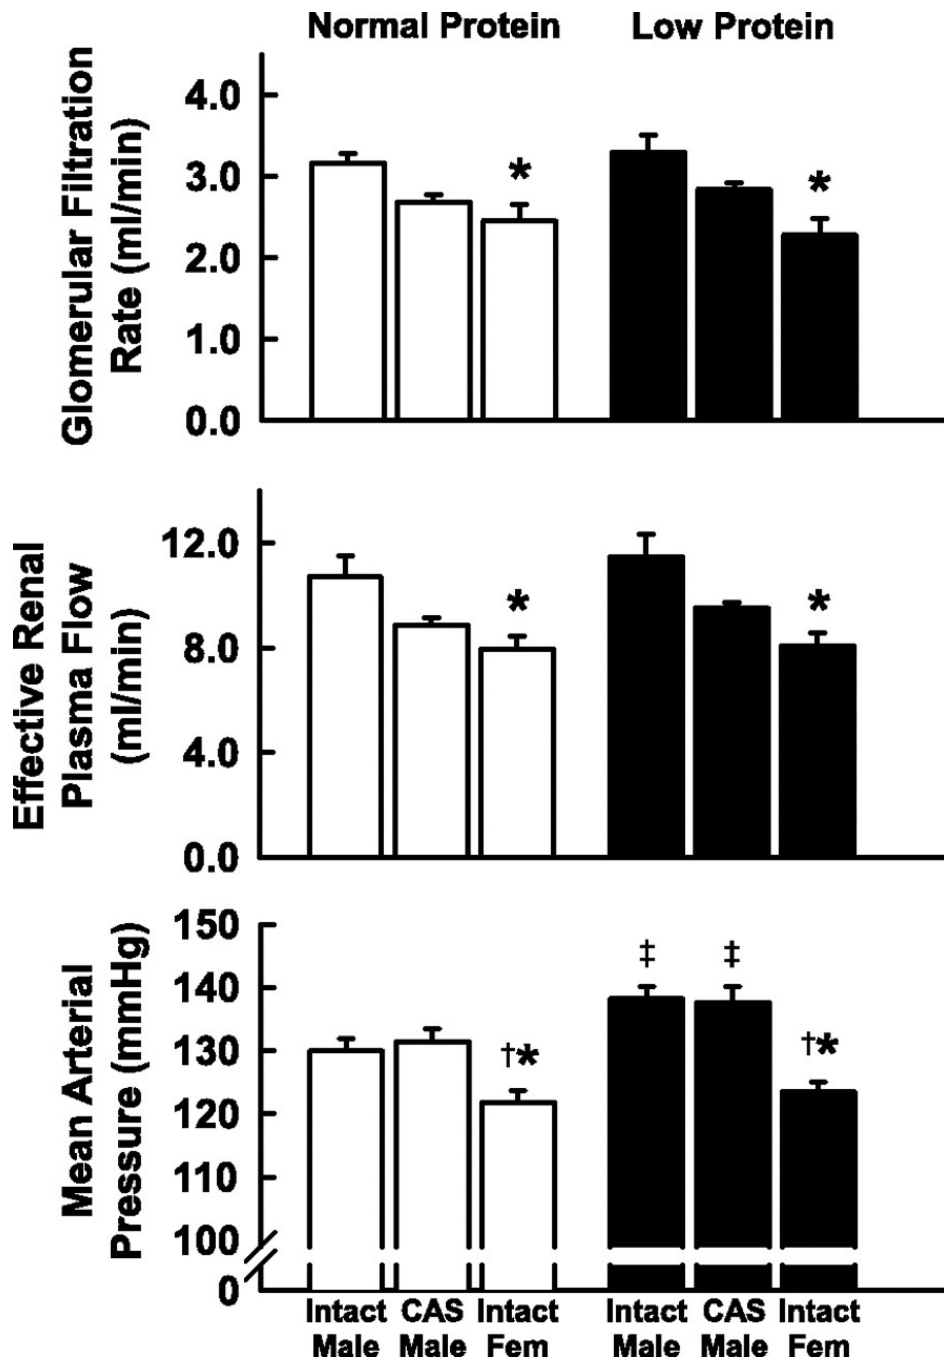 Normal Protein Low Protein
Glomerular Filtration
Rate (ml/min)
4.0
3.0
2.0
1.0
0.0
* *
Effective Renal
Plasma Flow
(ml/min)
12.0
8.0
4.0
0.0
* *
Mean Arterial
Pressure (mmHg)
150
140
130
120
110
100
0
‡ ‡
†* †*
Intact CAS Intact Intact CAS Intact
Male Male Fem Male Male Fem